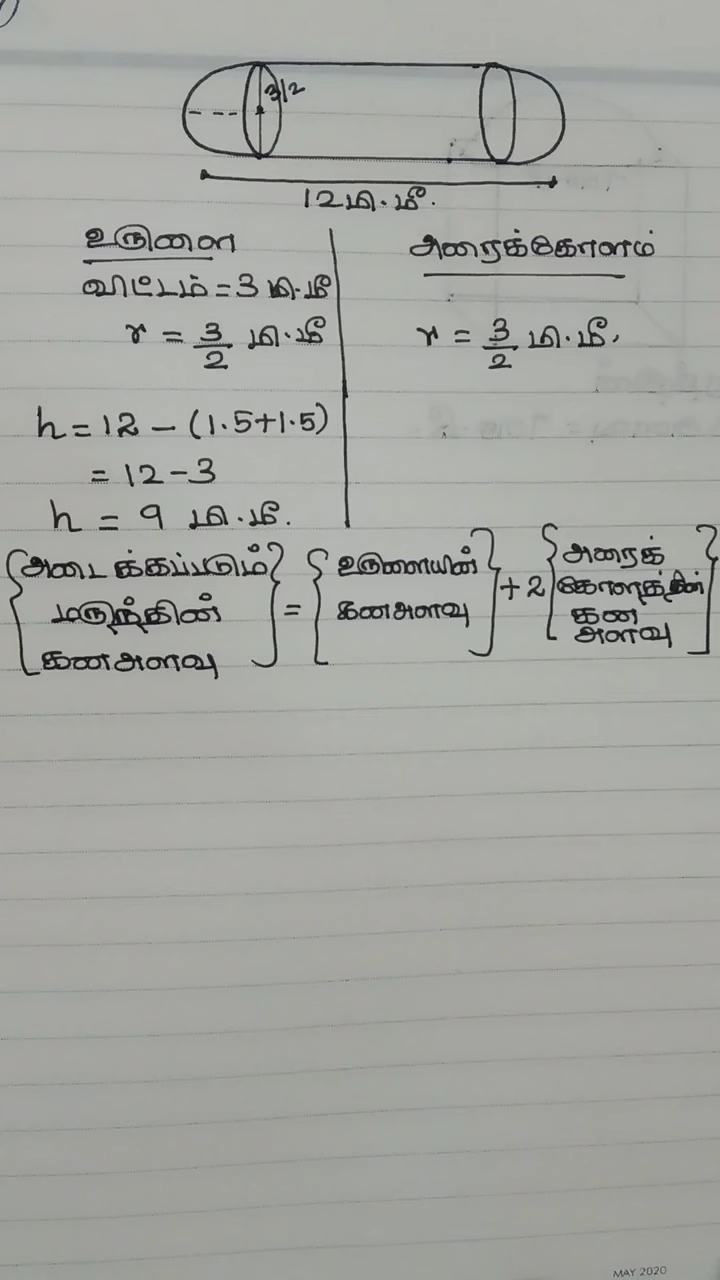 3/2
12மி.மீ.
உருளை
விட்டம் = 3 மி.மீ
r = 3/2 மி.மீ
h = 12 – (1.5+1.5)
= 12 – 3
h = 9 மி.மீ.
அரைக்கோளம்
r = 3/2 மி.மீ.
{அடைக்கப்படும் மருந்தின் கனஅளவு} = {உருளையின் கனஅளவு} + 2 {அரைக் கோளத்தின் கன அளவு}
MAY 2020